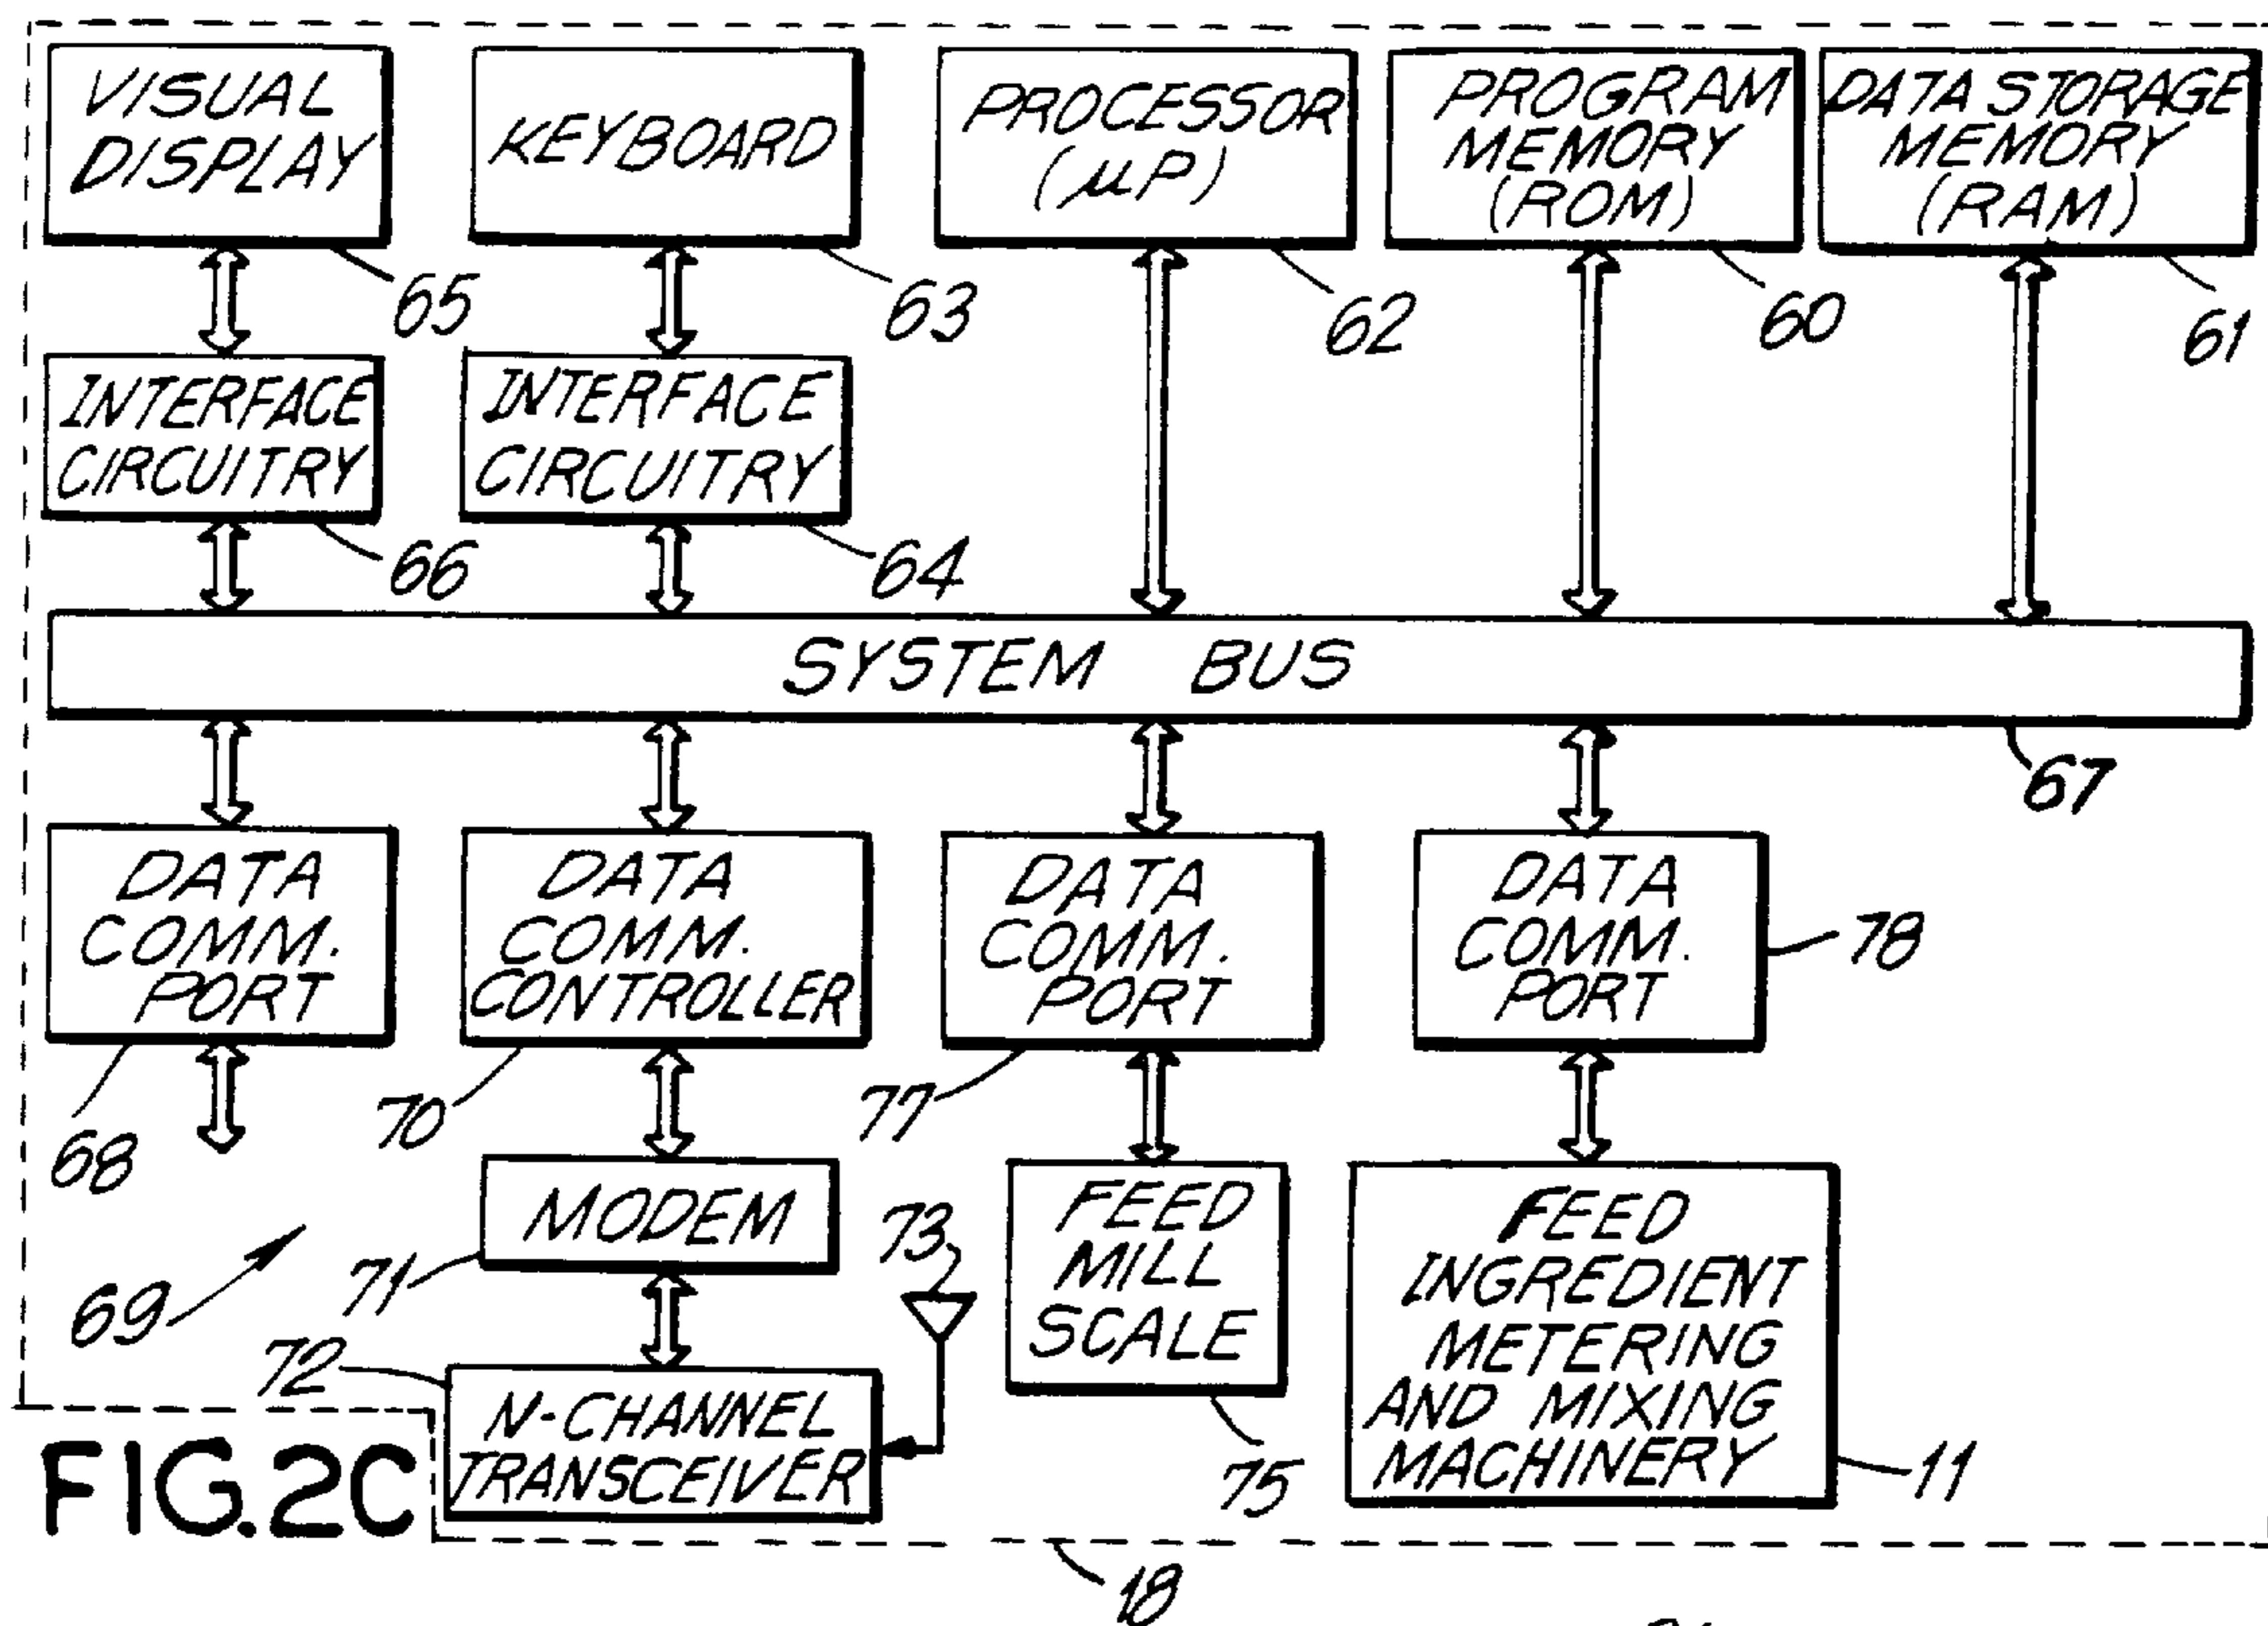 VISUAL
DISPLAY
KEYBOARD
PROCESSOR
(μP)
PROGRAM
MEMORY
(ROM)
DATA STORAGE
MEMORY
(RAM)
65
63
62
60
61
INTERFACE
CIRCUITRY
INTERFACE
CIRCUITRY
66
64
SYSTEM BUS
67
DATA
COMM.
PORT
DATA
COMM.
CONTROLLER
DATA
COMM.
PORT
DATA
COMM.
PORT
78
68
70
77
MODEM
71
73
FEED
MILL
SCALE
FEED
INGREDIENT
METERING
AND MIXING
MACHINERY
69
72
N-CHANNEL
TRANSCEIVER
75
11
FIG.2C
18